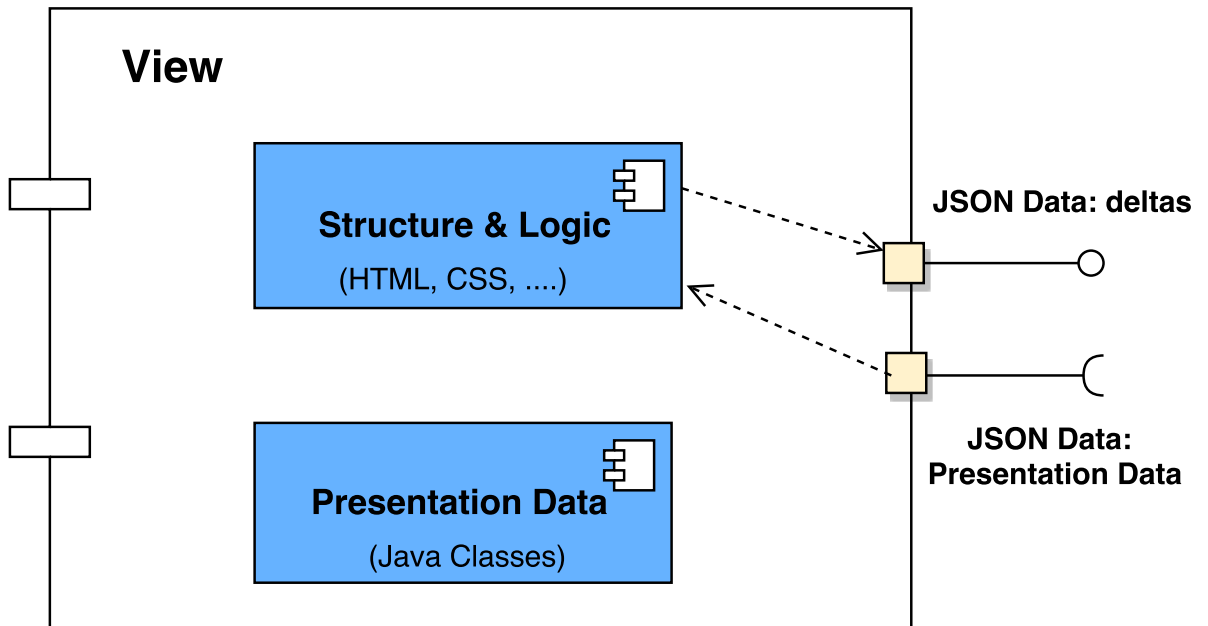 View
Structure & Logic
(HTML, CSS, ....)
JSON Data: deltas
JSON Data:
Presentation Data
Presentation Data
(Java Classes)